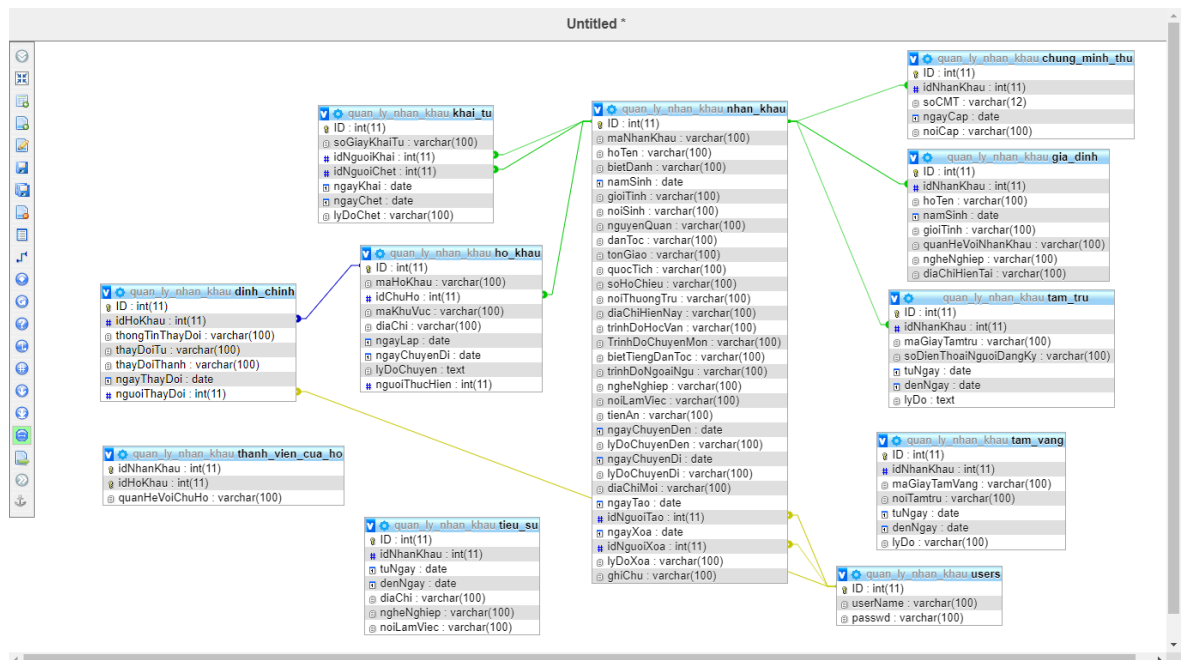 Untitled *
quan_ly_nhan_khau khai_tu
ID : int(11)
soGiayKhaiTu : varchar(100)
idNguoiKhai : int(11)
idNguoiChet : int(11)
ngayKhai : date
ngayChet : date
lyDoChet : varchar(100)
quan_ly_nhan_khau ho_khau
ID : int(11)
maHoKhau : varchar(100)
idChuHo : int(11)
maKhuVuc : varchar(100)
diaChi : varchar(100)
ngayLap : date
ngayChuyenDi : date
lyDoChuyen : text
nguoiThucHien : int(11)
quan_ly_nhan_khau dinh_chinh
ID : int(11)
idHoKhau : int(11)
thongTinThayDoi : varchar(100)
thayDoiTu : varchar(100)
thayDoiThanh : varchar(100)
ngayThayDoi : date
nguoiThayDoi : int(11)
quan_ly_nhan_khau thanh_vien_cua_ho
idNhanKhau : int(11)
idHoKhau : int(11)
quanHeVoiChuHo : varchar(100)
quan_ly_nhan_khau tieu_su
ID : int(11)
idNhanKhau : int(11)
tuNgay : date
denNgay : date
diaChi : varchar(100)
ngheNghiep : varchar(100)
noiLamViec : varchar(100)
quan_ly_nhan_khau nhan_khau
ID : int(11)
maNhanKhau : varchar(100)
hoTen : varchar(100)
bietDanh : varchar(100)
namSinh : date
gioiTinh : varchar(100)
noiSinh : varchar(100)
nguyenQuan : varchar(100)
danToc : varchar(100)
tonGiao : varchar(100)
quocTich : varchar(100)
soHoChieu : varchar(100)
noiThuongTru : varchar(100)
diaChiHienNay : varchar(100)
trinhDoHocVan : varchar(100)
TrinhDoChuyenMon : varchar(100)
bietTiengDanToc : varchar(100)
trinhDoNgoaiNgu : varchar(100)
ngheNghiep : varchar(100)
noiLamViec : varchar(100)
tienAn : varchar(100)
ngayChuyenDen : date
lyDoChuyenDen : varchar(100)
ngayChuyenDi : date
lyDoChuyenDi : varchar(100)
diaChiMoi : varchar(100)
ngayTao : date
idNguoiTao : int(11)
ngayXoa : date
idNguoiXoa : int(11)
lyDoXoa : varchar(100)
ghiChu : varchar(100)
quan_ly_nhan_khau chung_minh_thu
ID : int(11)
idNhanKhau : int(11)
soCMT : varchar(12)
ngayCap : date
noiCap : varchar(100)
quan_ly_nhan_khau gia_dinh
ID : int(11)
idNhanKhau : int(11)
hoTen : varchar(100)
namSinh : date
gioiTinh : varchar(100)
quanHeVoiNhanKhau : varchar(100)
ngheNghiep : varchar(100)
diaChiHienTai : varchar(100)
quan_ly_nhan_khau tam_tru
ID : int(11)
idNhanKhau : int(11)
maGiayTamtru : varchar(100)
soDienThoaiNguoiDangKy : varchar(100)
tuNgay : date
denNgay : date
lyDo : text
quan_ly_nhan_khau tam_vang
ID : int(11)
idNhanKhau : int(11)
maGiayTamVang : varchar(100)
noiTamtru : varchar(100)
tuNgay : date
denNgay : date
lyDo : varchar(100)
quan_ly_nhan_khau users
ID : int(11)
userName : varchar(100)
passwd : varchar(100)